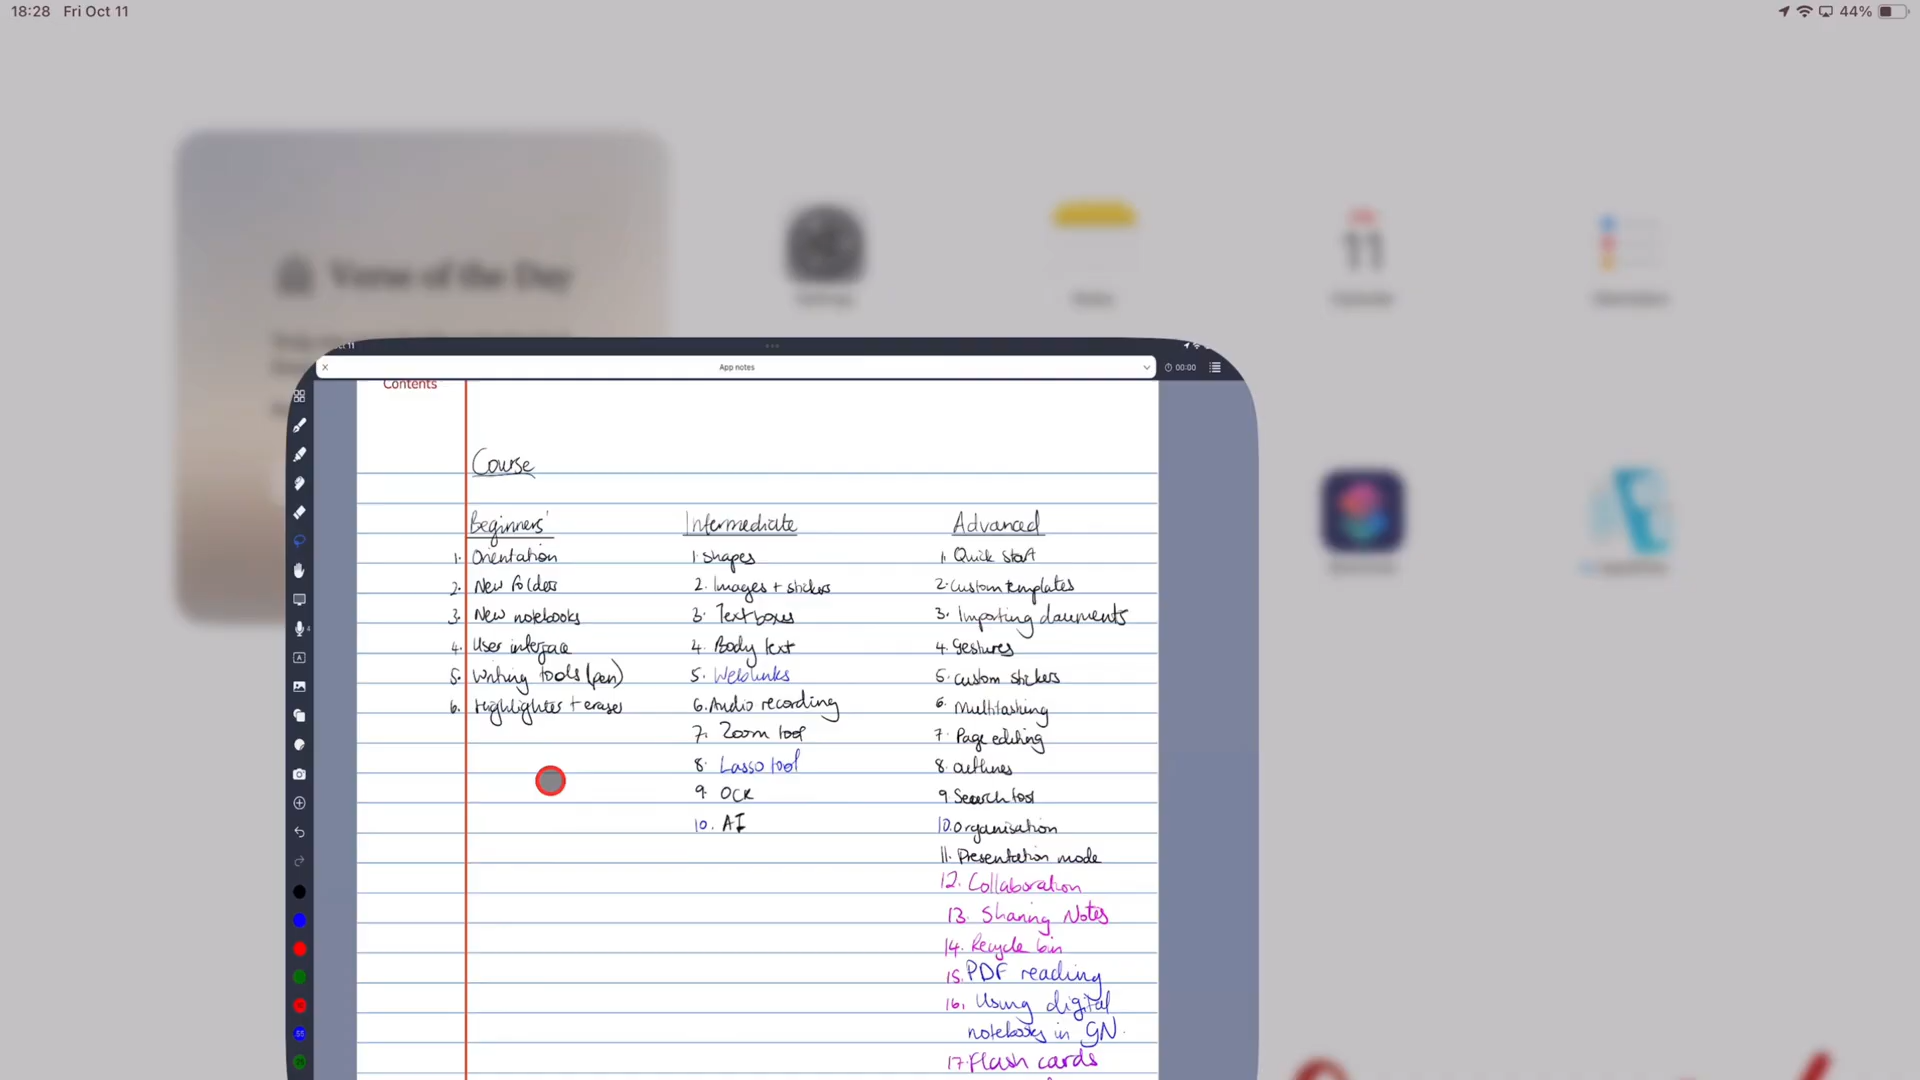 18:28 Fri Oct 11
44%
Verse of the Day
11
App notes
00:00
Contents
Course
Beginners'
1. Orientation
2. New folders
3. New notebooks
4. User interface
5. Writing tools (pen)
6. Highlighter + eraser
Intermediate
1. Shapes
2. Images + stickers
3. Text boxes
4. Body text
5. Weblinks
6. Audio recording
7. Zoom tool
8. Lasso tool
9. OCR
10. AI
Advanced
1. Quick start
2. Custom templates
3. Importing documents
4. Gestures
5. Custom stickers
6. Multitasking
7. Page editing
8. Outlines
9 Search tool
10. Organisation
11. Presentation mode
12. Collaboration
13. Sharing Notes
14. Recycle bin
15. PDF reading
16. Using digital
notebooks in GN.
17. Flash cards